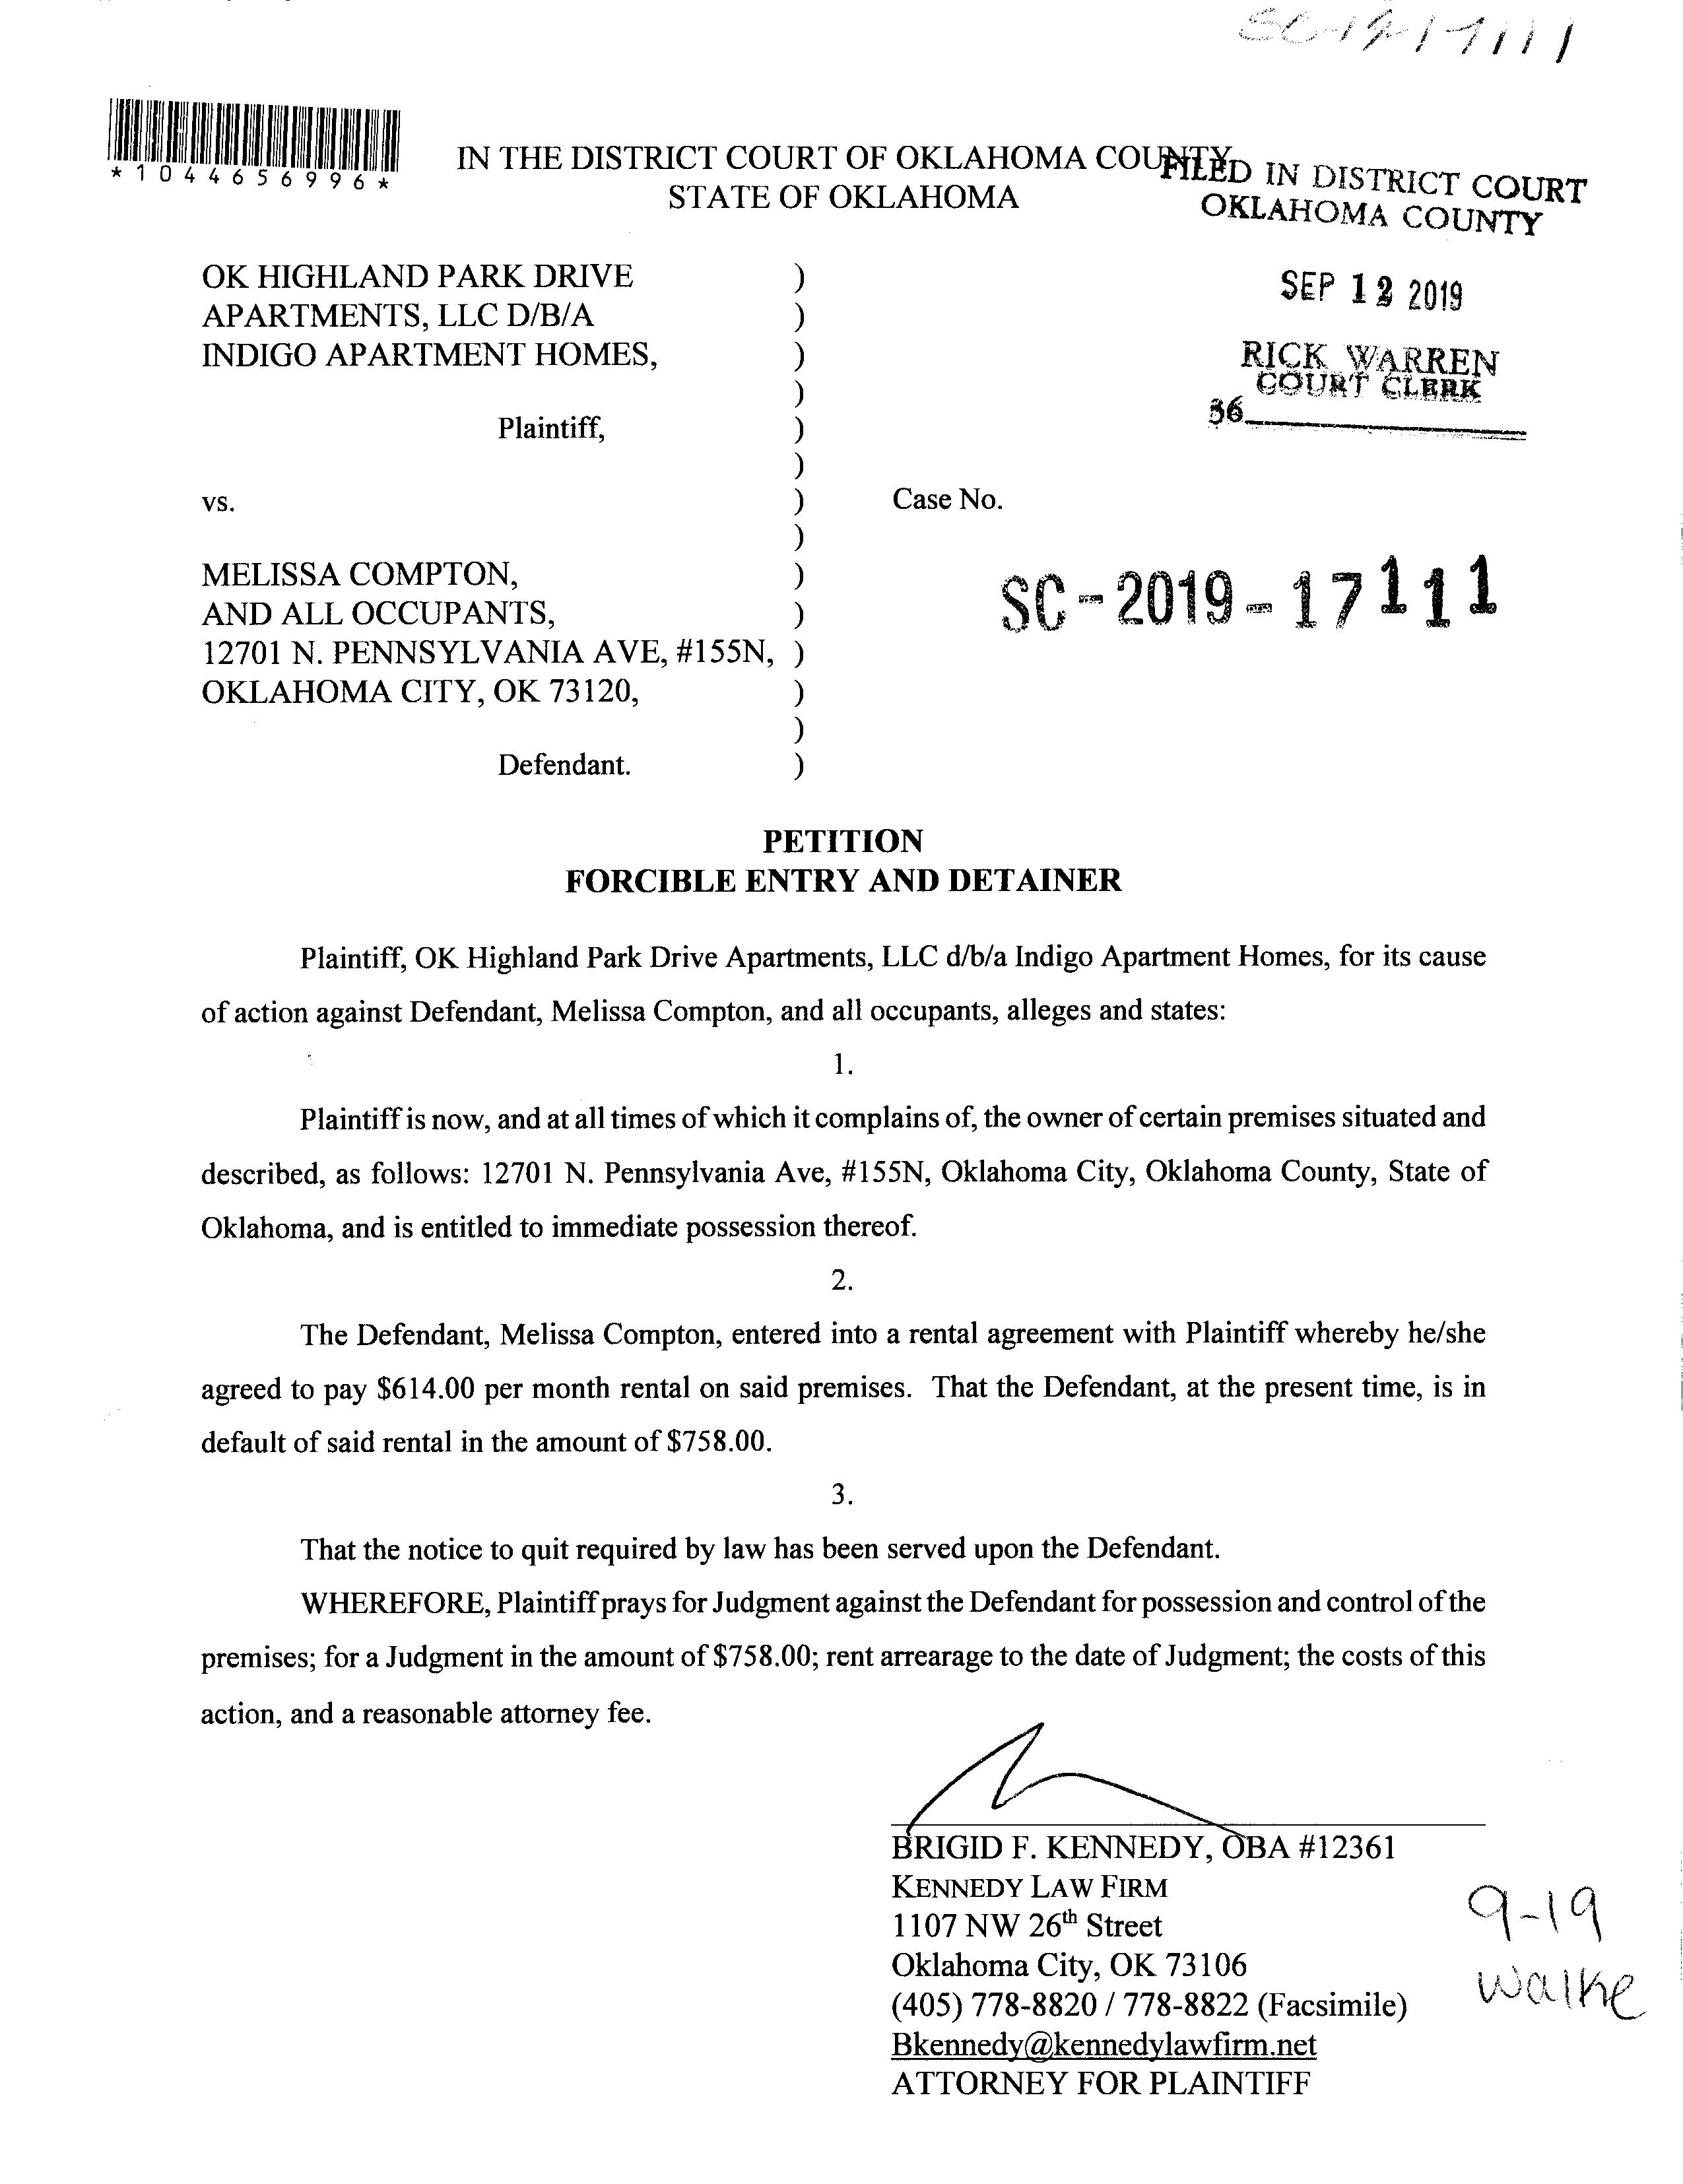 SC-19-17111
*1044656996*
IN THE DISTRICT COURT OF OKLAHOMA COUNTY
STATE OF OKLAHOMA
FILED IN DISTRICT COURT
OKLAHOMA COUNTY
SEP 12 2019
RICK WARREN
COURT CLERK
36
OK HIGHLAND PARK DRIVE )
APARTMENTS, LLC D/B/A )
INDIGO APARTMENT HOMES, )
)
Plaintiff, )
)
vs. ) Case No.
)
MELISSA COMPTON, )
AND ALL OCCUPANTS, ) SC-2019-17111
12701 N. PENNSYLVANIA AVE, #155N, )
OKLAHOMA CITY, OK 73120, )
)
Defendant. )
PETITION
FORCIBLE ENTRY AND DETAINER
Plaintiff, OK Highland Park Drive Apartments, LLC d/b/a Indigo Apartment Homes, for its cause
of action against Defendant, Melissa Compton, and all occupants, alleges and states:
1.
Plaintiff is now, and at all times of which it complains of, the owner of certain premises situated and
described, as follows: 12701 N. Pennsylvania Ave, #155N, Oklahoma City, Oklahoma County, State of
Oklahoma, and is entitled to immediate possession thereof.
2.
The Defendant, Melissa Compton, entered into a rental agreement with Plaintiff whereby he/she
agreed to pay $614.00 per month rental on said premises. That the Defendant, at the present time, is in
default of said rental in the amount of $758.00.
3.
That the notice to quit required by law has been served upon the Defendant.
WHEREFORE, Plaintiff prays for Judgment against the Defendant for possession and control of the
premises; for a Judgment in the amount of $758.00; rent arrearage to the date of Judgment; the costs of this
action, and a reasonable attorney fee.
BRIGID F. KENNEDY, OBA #12361
KENNEDY LAW FIRM
1107 NW 26th Street
Oklahoma City, OK 73106
(405) 778-8820 / 778-8822 (Facsimile)
Bkennedy@kennedylawfirm.net
ATTORNEY FOR PLAINTIFF
9-19
Walke